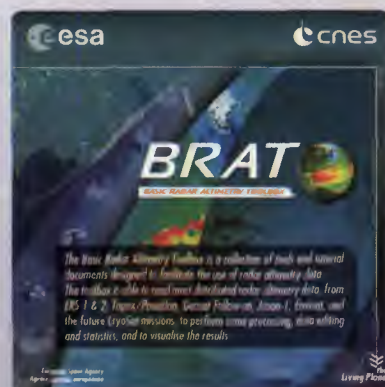 esa
cnes
BRAT
BASIC RADAR ALTIMETRY TOOLBOX
The Basic Radar Altimetry Toolbox is a collection of tools and tutorial
documents designed to facilitate the use of radar altimetry data
The toolbox is able to read most distributed radar altimetry data, from
ERS 1 & 2, Topex/Poseidon, Geosat Follow-on, Jason-1, Envisat, and
the future CryoSat missions, to perform some processing, data editing
and statistics, and to visualise the results
Space Agency
Living Plan